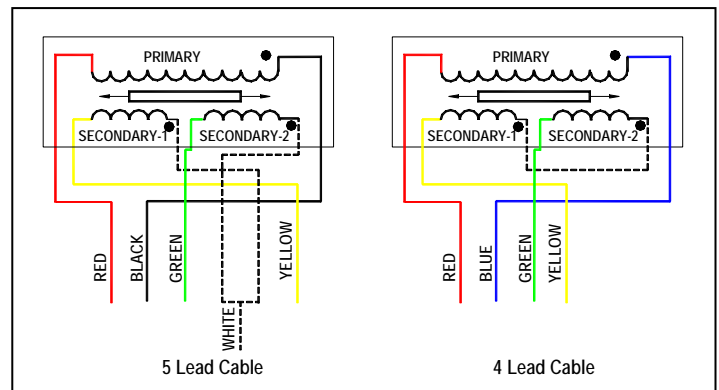 PRIMARY
SECONDARY-1
SECONDARY-2
RED
BLACK
GREEN
WHITE
YELLOW
5 Lead Cable
PRIMARY
SECONDARY-1
SECONDARY-2
RED
BLUE
GREEN
YELLOW
4 Lead Cable